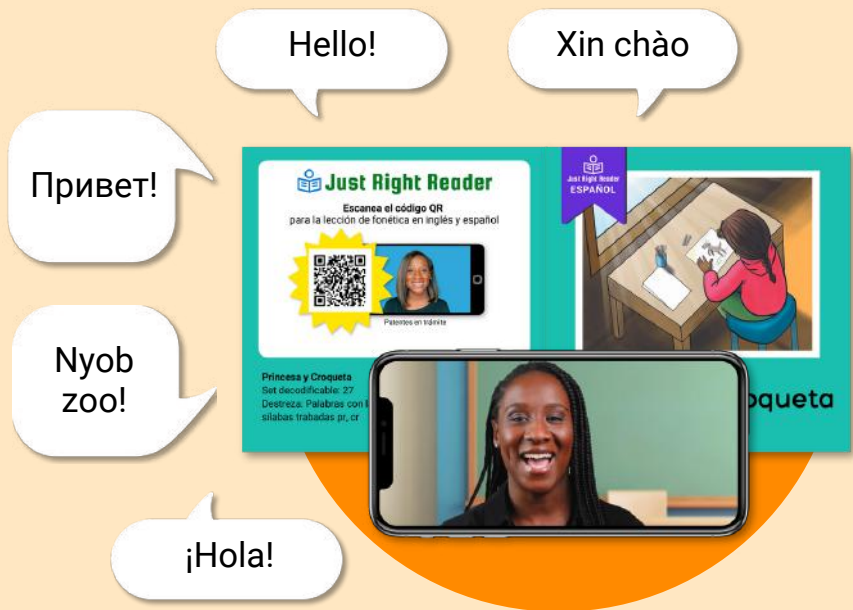 Hello!
Xin chào
Привет!
Just Right Reader
Escanea el código QR
para la lección de fonética en inglés y español
Patentes en trámite
Princesa y Croqueta
Set decodificable: 27
Destreza: Palabras con
sílabas trabadas pr, cr
Just Right Reader
ESPAÑOL
oqueta
Nyob
zoo!
¡Hola!